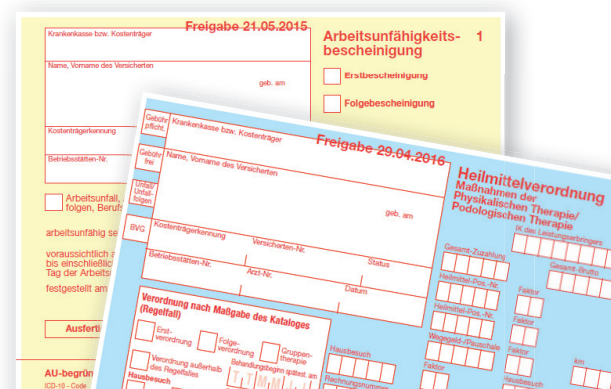 Freigabe 21.05.2015
Krankenkasse bzw. Kostenträger
Name, Vorname des Versicherten
geb. am
Kostenträgerkennung
Betriebsstätten-Nr.
Arbeitsunfähigkeits- 1
bescheinigung
Erstbescheinigung
Folgebescheinigung
Arbeitsunfall,
folgen, Berufs
arbeitsunfähig se
voraussichtlich a
bis einschließlic
Tag der Arbeits
festgestellt am
Ausferti
AU-begrün
ICD-10 - Code
Gebühr
pflicht.
Gebühr
frei
Unfall/
Unfall-
folgen
BVG
Krankenkasse bzw. Kostenträger
Freigabe 29.04.2016
Name, Vorname des Versicherten
geb. am
Kostenträgerkennung
Versicherten-Nr.
Status
Betriebsstätten-Nr.
Arzt-Nr.
Datum
Heilmittelverordnung
Maßnahmen der
Physikalischen Therapie/
Podologischen Therapie
IK des Leistungserbringers
Gesamt-Zuzahlung
Gesamt-Brutto
Heilmittel-Pos.-Nr.
Faktor
Heilmittel-Pos.-Nr.
Faktor
Wegegeld-/Pauschale
Faktor
km
Hausbesuch
Faktor
Hausbesuch
Rechnungsnummer
Verordnung nach Maßgabe des Kataloges
(Regelfall)
Erst-
verordnung
Folge-
verordnung
Gruppen-
therapie
Verordnung außerhalb
des Regelfalles
Behandlungsbeginn spätest. am
T T M M J J
Hausbesuch